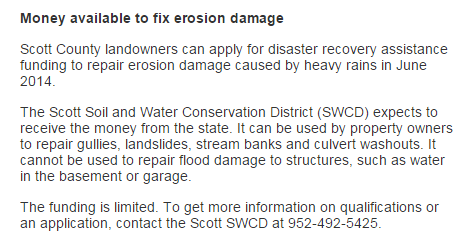 Money available to fix erosion damage
Scott County landowners can apply for disaster recovery assistance
funding to repair erosion damage caused by heavy rains in June
2014.
The Scott Soil and Water Conservation District (SWCD) expects to
receive the money from the state. It can be used by property owners
to repair gullies, landslides, stream banks and culvert washouts. It
cannot be used to repair flood damage to structures, such as water
in the basement or garage.
The funding is limited. To get more information on qualifications or
an application, contact the Scott SWCD at 952-492-5425.